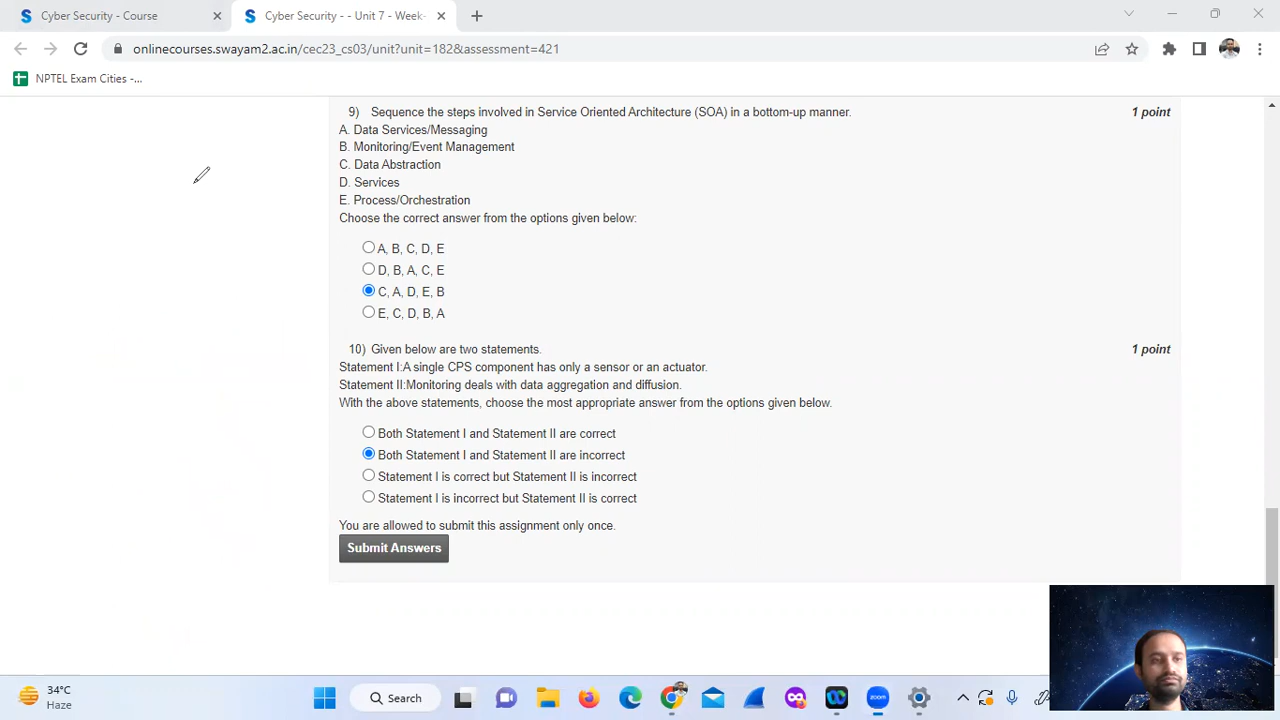 Cyber Security - Course
Cyber Security - - Unit 7 - Week-
onlinecourses.swayam2.ac.in/cec23_cs03/unit?unit=182&assessment=421
NPTEL Exam Cities -...
9) Sequence the steps involved in Service Oriented Architecture (SOA) in a bottom-up manner. 1 point
A. Data Services/Messaging
B. Monitoring/Event Management
C. Data Abstraction
D. Services
E. Process/Orchestration
Choose the correct answer from the options given below:
A, B, C, D, E
D, B, A, C, E
C, A, D, E, B
E, C, D, B, A
10) Given below are two statements. 1 point
Statement I:A single CPS component has only a sensor or an actuator.
Statement II:Monitoring deals with data aggregation and diffusion.
With the above statements, choose the most appropriate answer from the options given below.
Both Statement I and Statement II are correct
Both Statement I and Statement II are incorrect
Statement I is correct but Statement II is incorrect
Statement I is incorrect but Statement II is correct
You are allowed to submit this assignment only once.
Submit Answers
34°C
Haze
Search
zoom